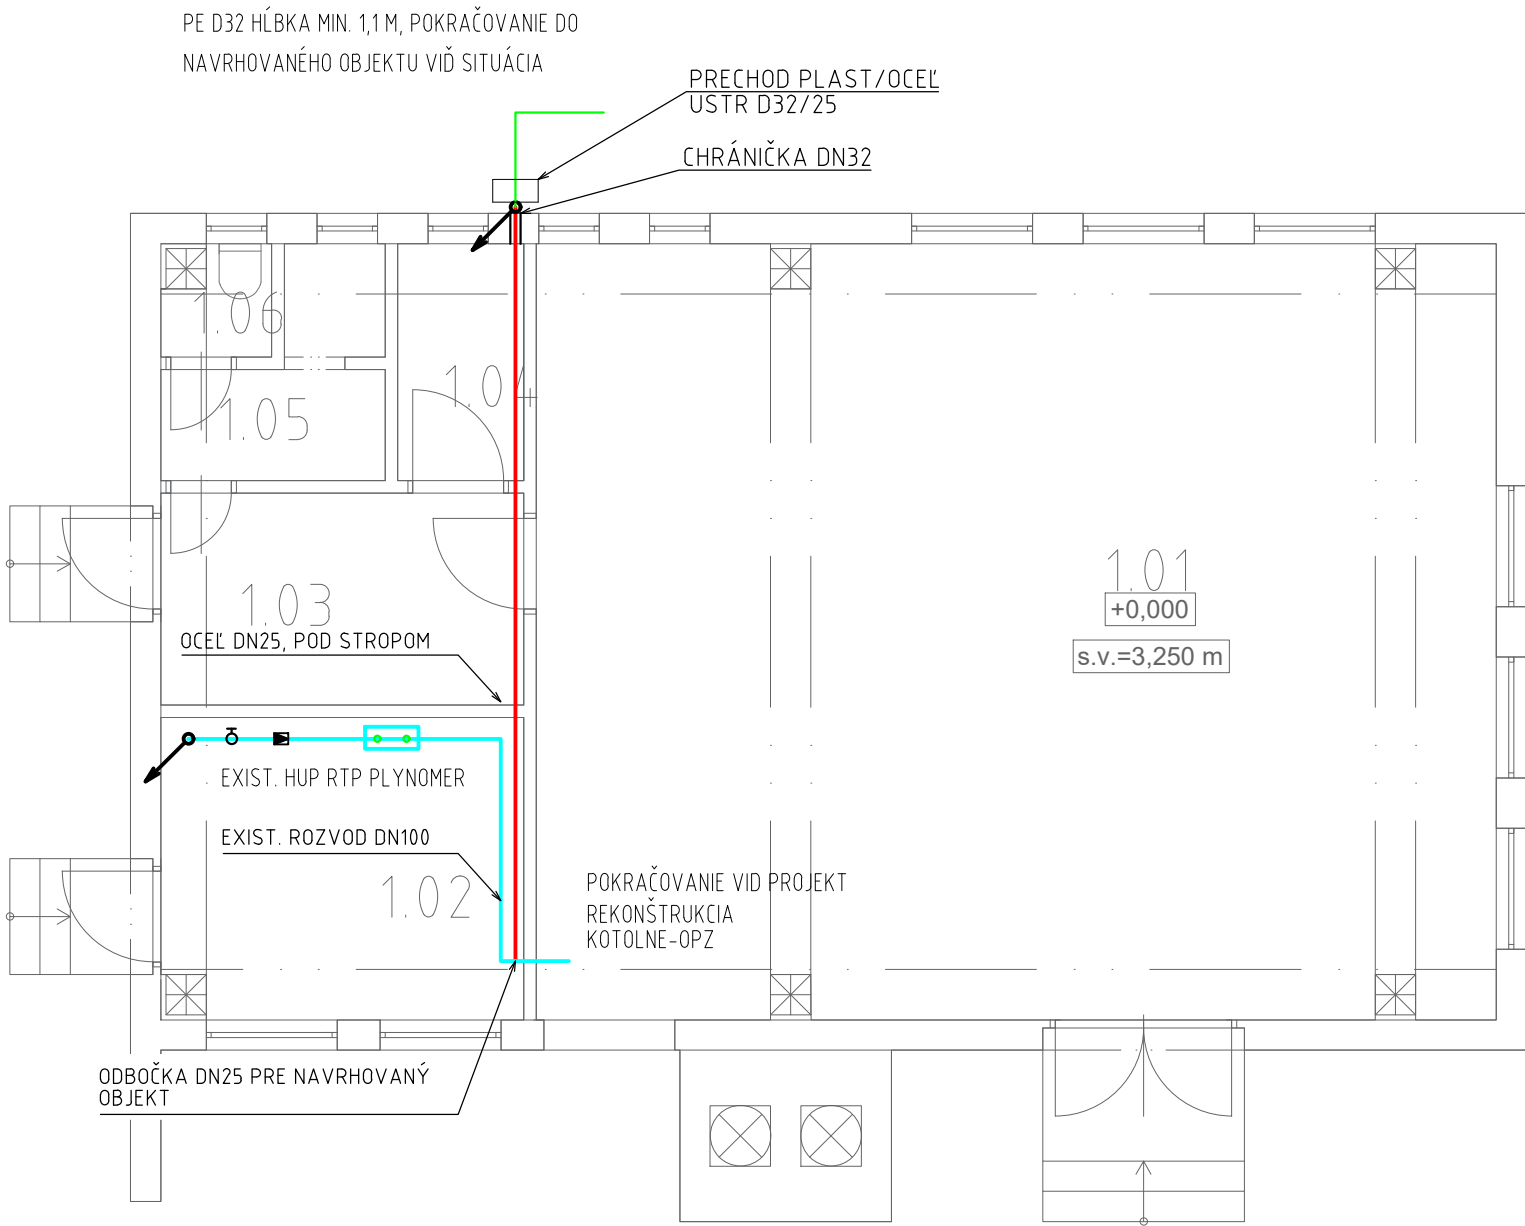 PE D32 HĹBKA MIN. 1,1 M, POKRAČOVANIE DO
NAVRHOVANÉHO OBJEKTU VIĎ SITUÁCIA
PRECHOD PLAST/OCEĽ
USTR D32/25
CHRÁNIČKA DN32
1.06
1.04
1.05
1.03
1.01
+0,000
s.v.=3,250 m
OCEĽ DN25, POD STROPOM
EXIST. HUP RTP PLYNOMER
EXIST. ROZVOD DN100
1.02
POKRAČOVANIE VID PROJEKT
REKONŠTRUKCIA
KOTOLNE-OPZ
ODBOČKA DN25 PRE NAVRHOVANÝ
OBJEKT